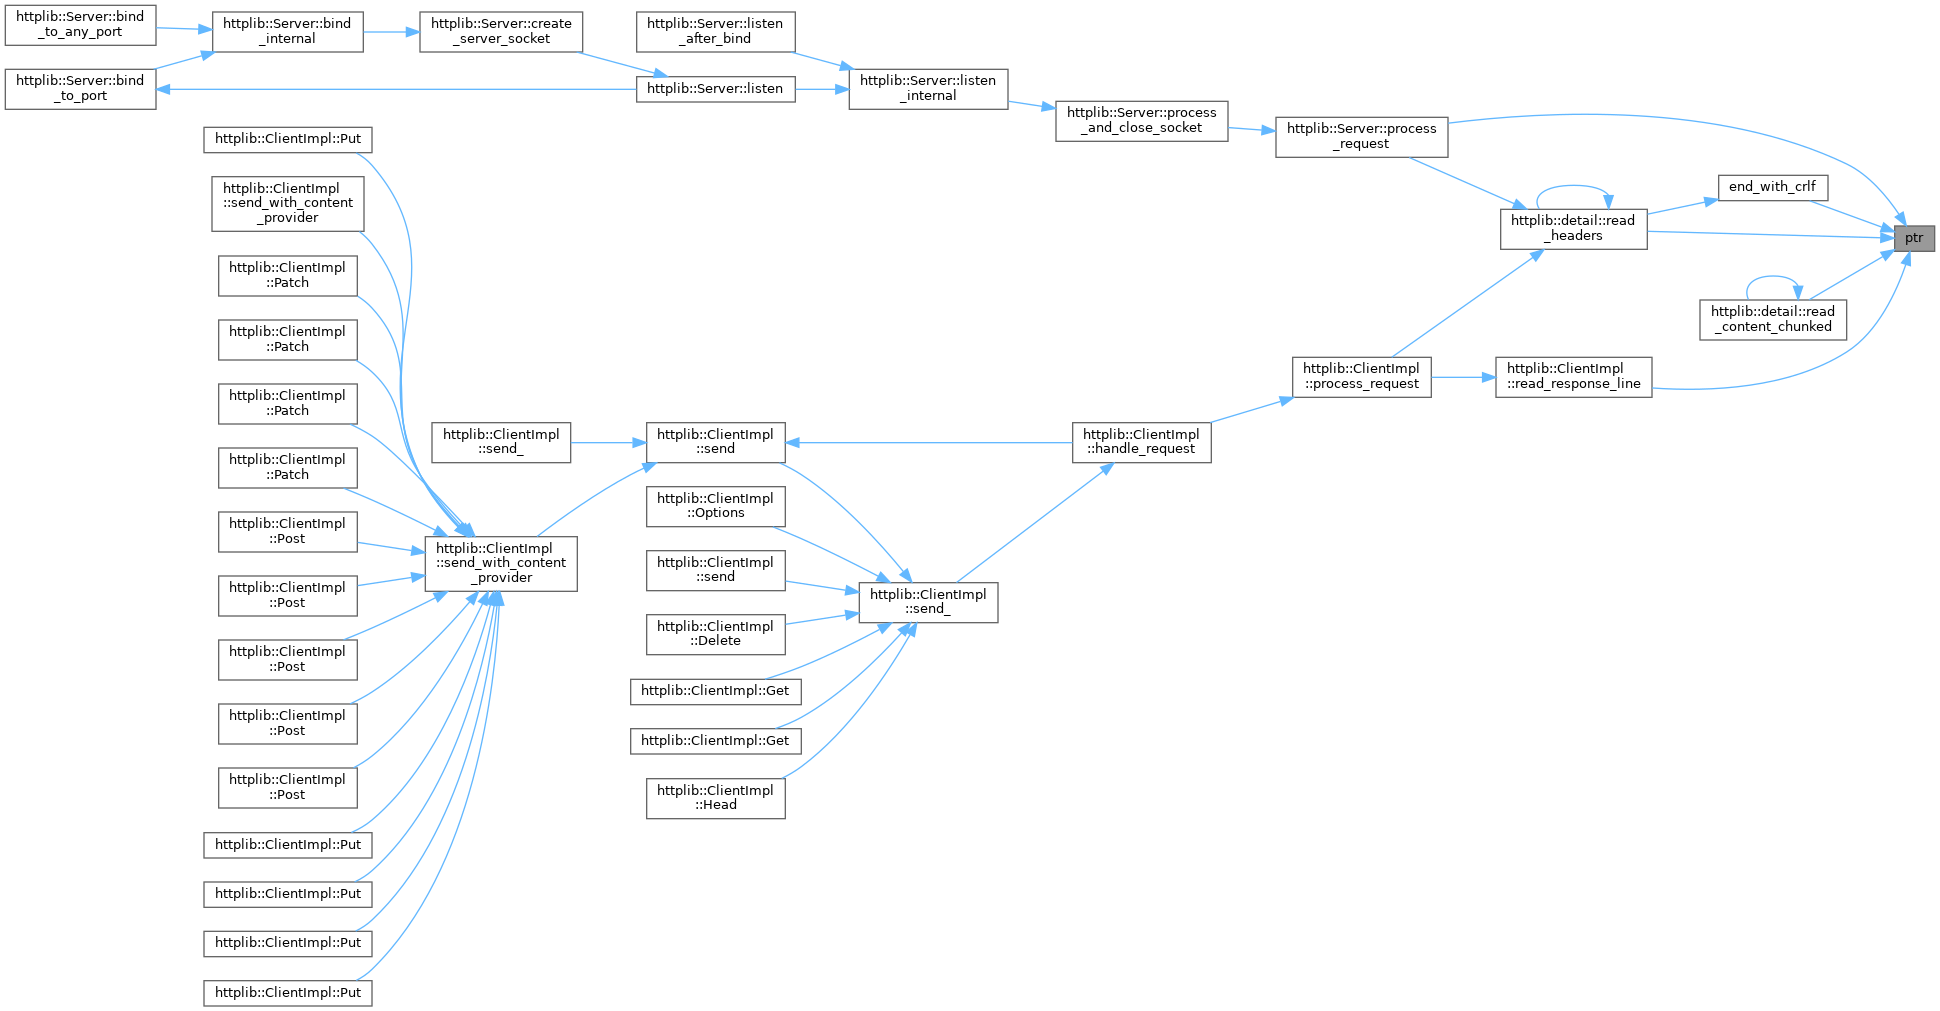 httplib::Server::bind
_to_any_port
httplib::Server::bind
_to_port
httplib::Server::bind
_internal
httplib::Server::create
_server_socket
httplib::Server::listen
_after_bind
httplib::Server::listen
httplib::Server::listen
_internal
httplib::Server::process
_and_close_socket
httplib::Server::process
_request
end_with_crlf
httplib::detail::read
_headers
ptr
httplib::detail::read
_content_chunked
httplib::ClientImpl
::process_request
httplib::ClientImpl
::read_response_line
httplib::ClientImpl
::handle_request
httplib::ClientImpl
::send_
httplib::ClientImpl
::send
httplib::ClientImpl
::Options
httplib::ClientImpl
::send
httplib::ClientImpl
::Delete
httplib::ClientImpl::Get
httplib::ClientImpl::Get
httplib::ClientImpl
::Head
httplib::ClientImpl
::send_
httplib::ClientImpl
::send_with_content
_provider
httplib::ClientImpl::Put
httplib::ClientImpl
::send_with_content
_provider
httplib::ClientImpl
::Patch
httplib::ClientImpl
::Patch
httplib::ClientImpl
::Patch
httplib::ClientImpl
::Patch
httplib::ClientImpl
::Post
httplib::ClientImpl
::Post
httplib::ClientImpl
::Post
httplib::ClientImpl
::Post
httplib::ClientImpl
::Post
httplib::ClientImpl::Put
httplib::ClientImpl::Put
httplib::ClientImpl::Put
httplib::ClientImpl::Put